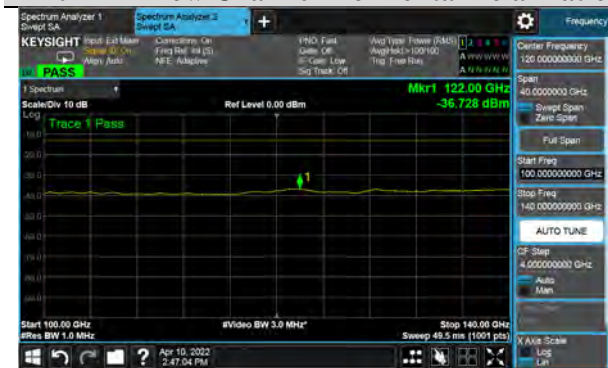 Spectrum Analyzer 1
Swept SA
Spectrum Analyzer 2
Swept SA
+
Frequency
KEYSIGHT
Input: Ext Mixer
Signal ID: On
Align: Auto
Corrections: On
Freq Ref: Int (S)
NFE: Adaptive
PNO: Fast
Gate: Off
IF Gain: Low
Sig Track: Off
Avg Type: Power (RMS)
Avg|Hold:>100/100
Trig: Free Run
1 2 3 4 5 6
A W W W W W
A N N N N N
PASS
1 Spectrum
Scale/Div 10 dB
Ref Level 0.00 dBm
Mkr1 122.00 GHz
-36.728 dBm
Log
Trace 1 Pass
1
Start 100.00 GHz
#Res BW 1.0 MHz
#Video BW 3.0 MHz*
Stop 140.00 GHz
Sweep 49.5 ms (1001 pts)
Center Frequency
120.000000000 GHz
Span
40.0000000 GHz
Swept Span
Zero Span
Full Span
Start Freq
100.000000000 GHz
Stop Freq
140.000000000 GHz
AUTO TUNE
CF Step
4.000000000 GHz
Auto
Man
X Axis Scale
Log
Lin
?
Apr 10, 2022
2:47:04 PM